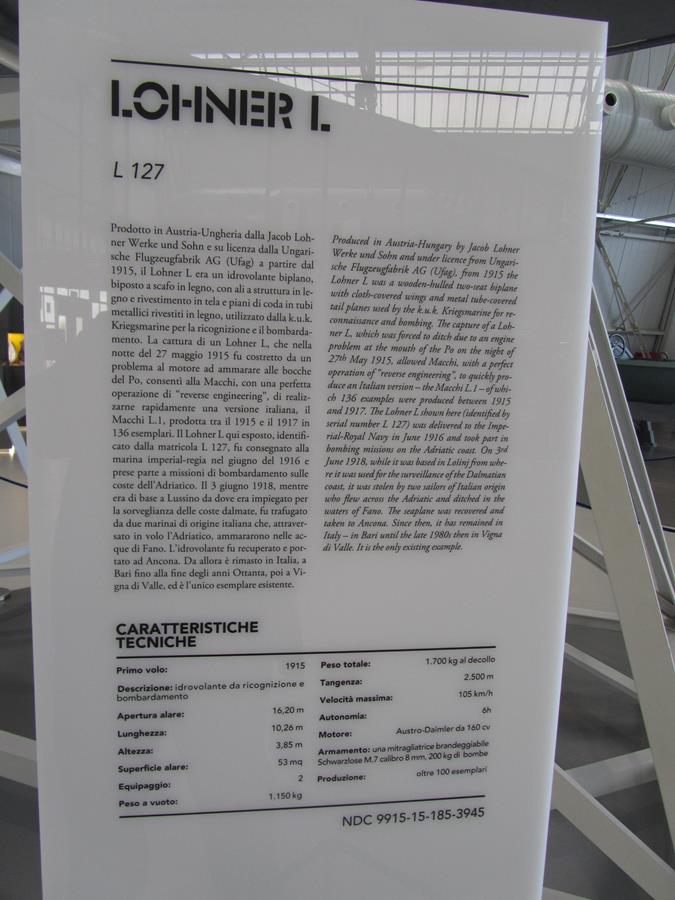 LOHNER L
L 127
Prodotto in Austria-Ungheria dalla Jacob Loh-
ner Werke und Sohn e su licenza dalla Ungari-
sche Flugzeugfabrik AG (Ufag) a partire dal
1915, il Lohner L era un idrovolante biplano,
biposto a scafo in legno, con ali a struttura in le-
gno e rivestimento in tela e piani di coda in tubi
metallici rivestiti in legno, utilizzato dalla k.u.k.
Kriegsmarine per la ricognizione e il bombarda-
mento. La cattura di un Lohner L, che nella
notte del 27 maggio 1915 fu costretto da un
problema al motore ad ammarare alle bocche
del Po, consentì alla Macchi, con una perfetta
operazione di “reverse engineering”, di realiz-
zarne rapidamente una versione italiana, il
Macchi L.1, prodotta tra il 1915 e il 1917 in
136 esemplari. Il Lohner L qui esposto, identifi-
cato dalla matricola L 127, fu consegnato alla
marina imperial-regia nel giugno del 1916 e
prese parte a missioni di bombardamento sulle
coste dell'Adriatico. Il 3 giugno 1918, mentre
era di base a Lussino da dove era impiegato per
la sorveglianza delle coste dalmate, fu trafugato
da due marinai di origine italiana che, attraver-
sato in volo l'Adriatico, ammararono nelle ac-
que di Fano. L'idrovolante fu recuperato e por-
tato ad Ancona. Da allora è rimasto in Italia, a
Bari fino alla fine degli anni Ottanta, poi a Vi-
gna di Valle, ed è l'unico esemplare esistente.
Produced in Austria-Hungary by Jacob Lohner
Werke und Sohn and under licence from Ungari-
sche Flugzeugfabrik AG (Ufag), from 1915 the
Lohner L was a wooden-hulled two-seat biplane
with cloth-covered wings and metal tube-covered
tail planes used by the k.u.k. Kriegsmarine for re-
connaissance and bombing. The capture of a Loh-
ner L, which was forced to ditch due to an engine
problem at the mouth of the Po on the night of
27th May 1915, allowed Macchi, with a perfect
operation of “reverse engineering”, to quickly pro-
duce an Italian version – the Macchi L.1 – of whi-
ch 136 examples were produced between 1915
and 1917. The Lohner L shown here (identified by
serial number L 127) was delivered to the Impe-
rial-Royal Navy in June 1916 and took part in
bombing missions on the Adriatic coast. On 3rd
June 1918, while it was based in Lošinj from whe-
re it was used for the surveillance of the Dalmatian
coast, it was stolen by two sailors of Italian origin
who flew across the Adriatic and ditched in the
waters of Fano. The seaplane was recovered and
taken to Ancona. Since then, it has remained in
Italy – in Bari until the late 1980s then in Vigna
di Valle. It is the only existing example.
CARATTERISTICHE
TECNICHE
Primo volo: 1915
Descrizione: idrovolante da ricognizione e
bombardamento
Apertura alare: 16,20 m
Lunghezza: 10,26 m
Altezza: 3,85 m
Superficie alare: 53 mq
Equipaggio: 2
Peso a vuoto: 1.150 kg
Peso totale: 1.700 kg al decollo
Tangenza: 2.500 m
Velocità massima: 105 km/h
Autonomia: 6h
Motore: Austro-Daimler da 160 cv
Armamento: una mitragliatrice brandeggiabile
Schwarzlose M.7 calibro 8 mm, 200 kg di bombe
Produzione: oltre 100 esemplari
NDC 9915-15-185-3945